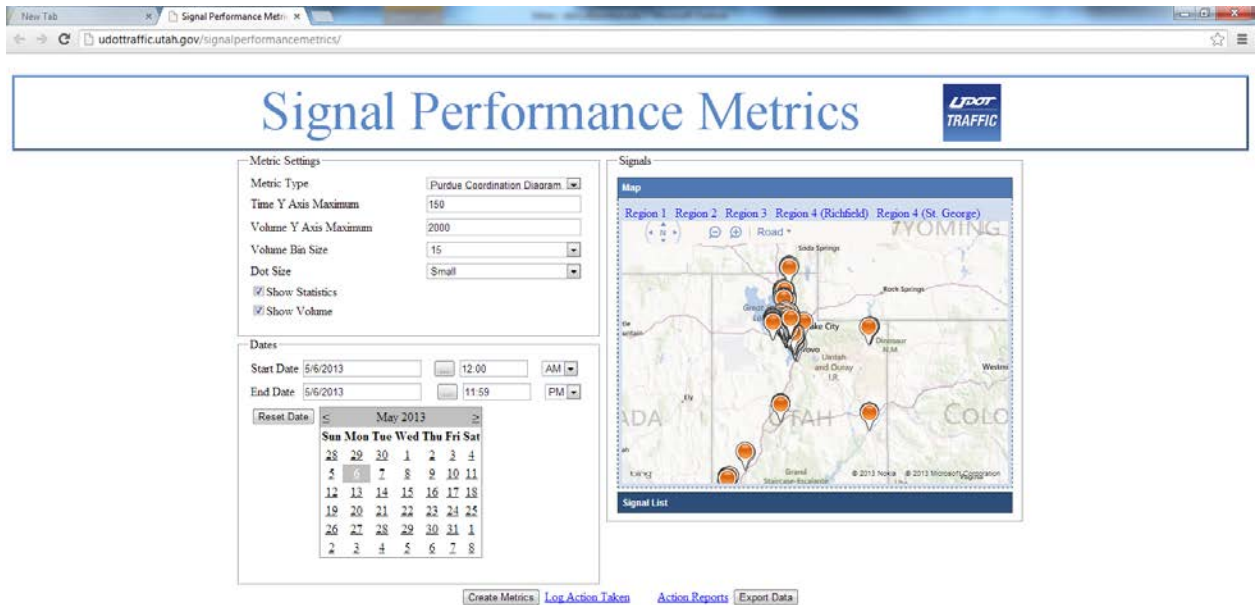 New Tab
Signal Performance Metri
udottraffic.utah.gov/signalperformancemetrics/
Signal Performance Metrics
UDOT
TRAFFIC
Metric Settings
Metric Type Purdue Coordination Diagram
Time Y Axis Maximum 150
Volume Y Axis Maximum 2000
Volume Bin Size 15
Dot Size Small
Show Statistics
Show Volume
Dates
Start Date 5/6/2013 ... 12:00 AM
End Date 5/6/2013 ... 11:59 PM
Reset Date
< May 2013 >
Sun Mon Tue Wed Thu Fri Sat
28 29 30 1 2 3 4
5 6 7 8 9 10 11
12 13 14 15 16 17 18
19 20 21 22 23 24 25
26 27 28 29 30 31 1
2 3 4 5 6 7 8
Signals
Map
Region 1 Region 2 Region 3 Region 4 (Richfield) Region 4 (St. George)
N Road
YOMING
Soda Springs
Rock Springs
Great
ake City
Dinosaur
N.M.
ovo
Uintah
and Ouray
I.R.
Westmi
Ely
ADA
UTAH
COLO
Grand
Staircase-Escalante
© 2013 Nokia © 2013 Microsoft Corporation
Virginia
Signal List
Create Metrics Log Action Taken Action Reports Export Data